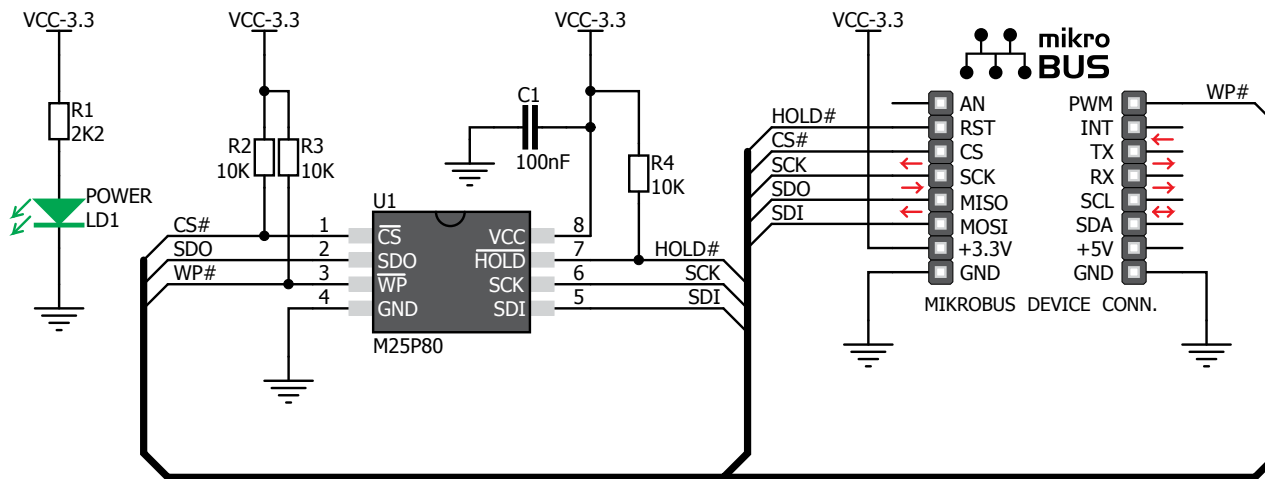 VCC-3.3 VCC-3.3 VCC-3.3 VCC-3.3
mikro
BUS
R1
2K2
POWER
LD1
R2 R3
10K 10K
C1
100nF
R4
10K
U1
CS# 1 CS VCC 8
SDO 2 SDO HOLD 7 HOLD#
WP# 3 WP SCK 6 SCK
4 GND SDI 5 SDI
M25P80
AN PWM WP#
HOLD# RST INT
CS# CS TX
SCK SCK RX
SDO MISO SCL
SDI MOSI SDA
+3.3V +5V
GND GND
MIKROBUS DEVICE CONN.